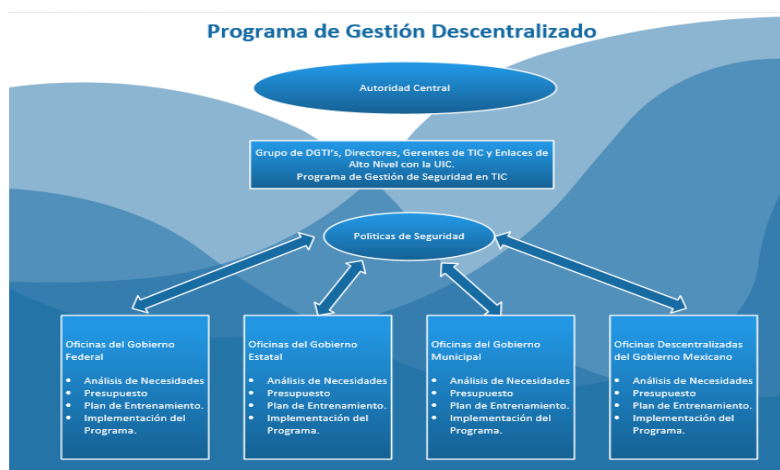 Programa de Gestión Descentralizado
Autoridad Central
Grupo de DGTI's, Directores, Gerentes de TIC y Enlaces de
Alto Nivel con la UIC.
Programa de Gestión de Seguridad en TIC
Políticas de Seguridad
Oficinas del Gobierno
Federal
• Análisis de Necesidades
• Presupuesto
• Plan de Entrenamiento.
• Implementación del
Programa.
Oficinas del Gobierno
Estatal
• Análisis de Necesidades
• Presupuesto
• Plan de Entrenamiento.
• Implementación del
Programa.
Oficinas del Gobierno
Municipal
• Análisis de Necesidades
• Presupuesto
• Plan de Entrenamiento.
• Implementación del
Programa.
Oficinas Descentralizadas
del Gobierno Mexicano
• Análisis de Necesidades
• Presupuesto
• Plan de Entrenamiento.
• Implementación del
Programa.